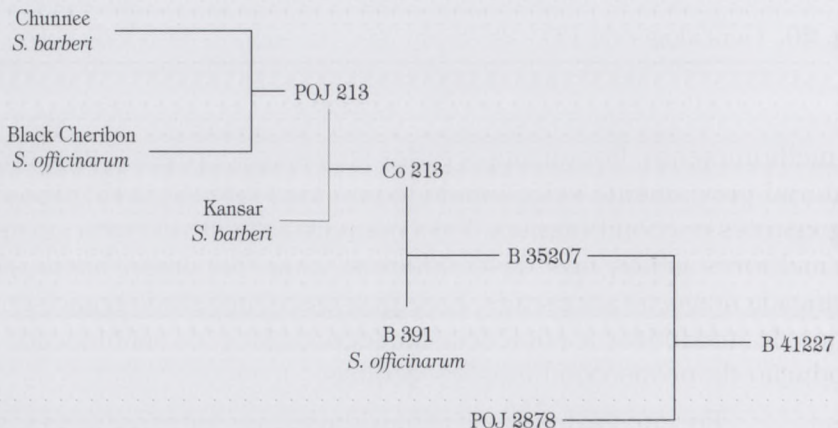 Chunnee
S. barberi
POJ 213
Black Cheribon
S. officinarum
Co 213
Kansar
S. barberi
B 35207
B 391
S. officinarum
B 41227
POJ 2878